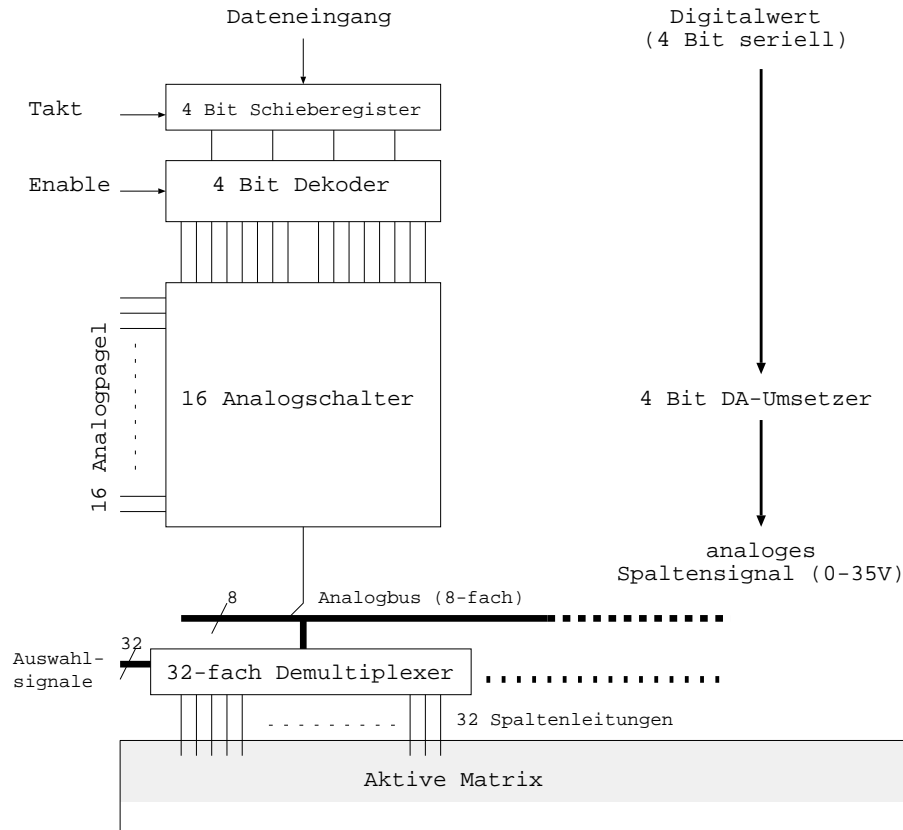 Dateneingang
Digitalwert
(4 Bit seriell)
Takt
4 Bit Schieberegister
Enable
4 Bit Dekoder
16 Analogpagel
16 Analogschalter
4 Bit DA-Umsetzer
analoges
Spaltensignal (0-35V)
8
Analogbus (8-fach)
32
Auswahl-
signale
32-fach Demultiplexer
32 Spaltenleitungen
Aktive Matrix